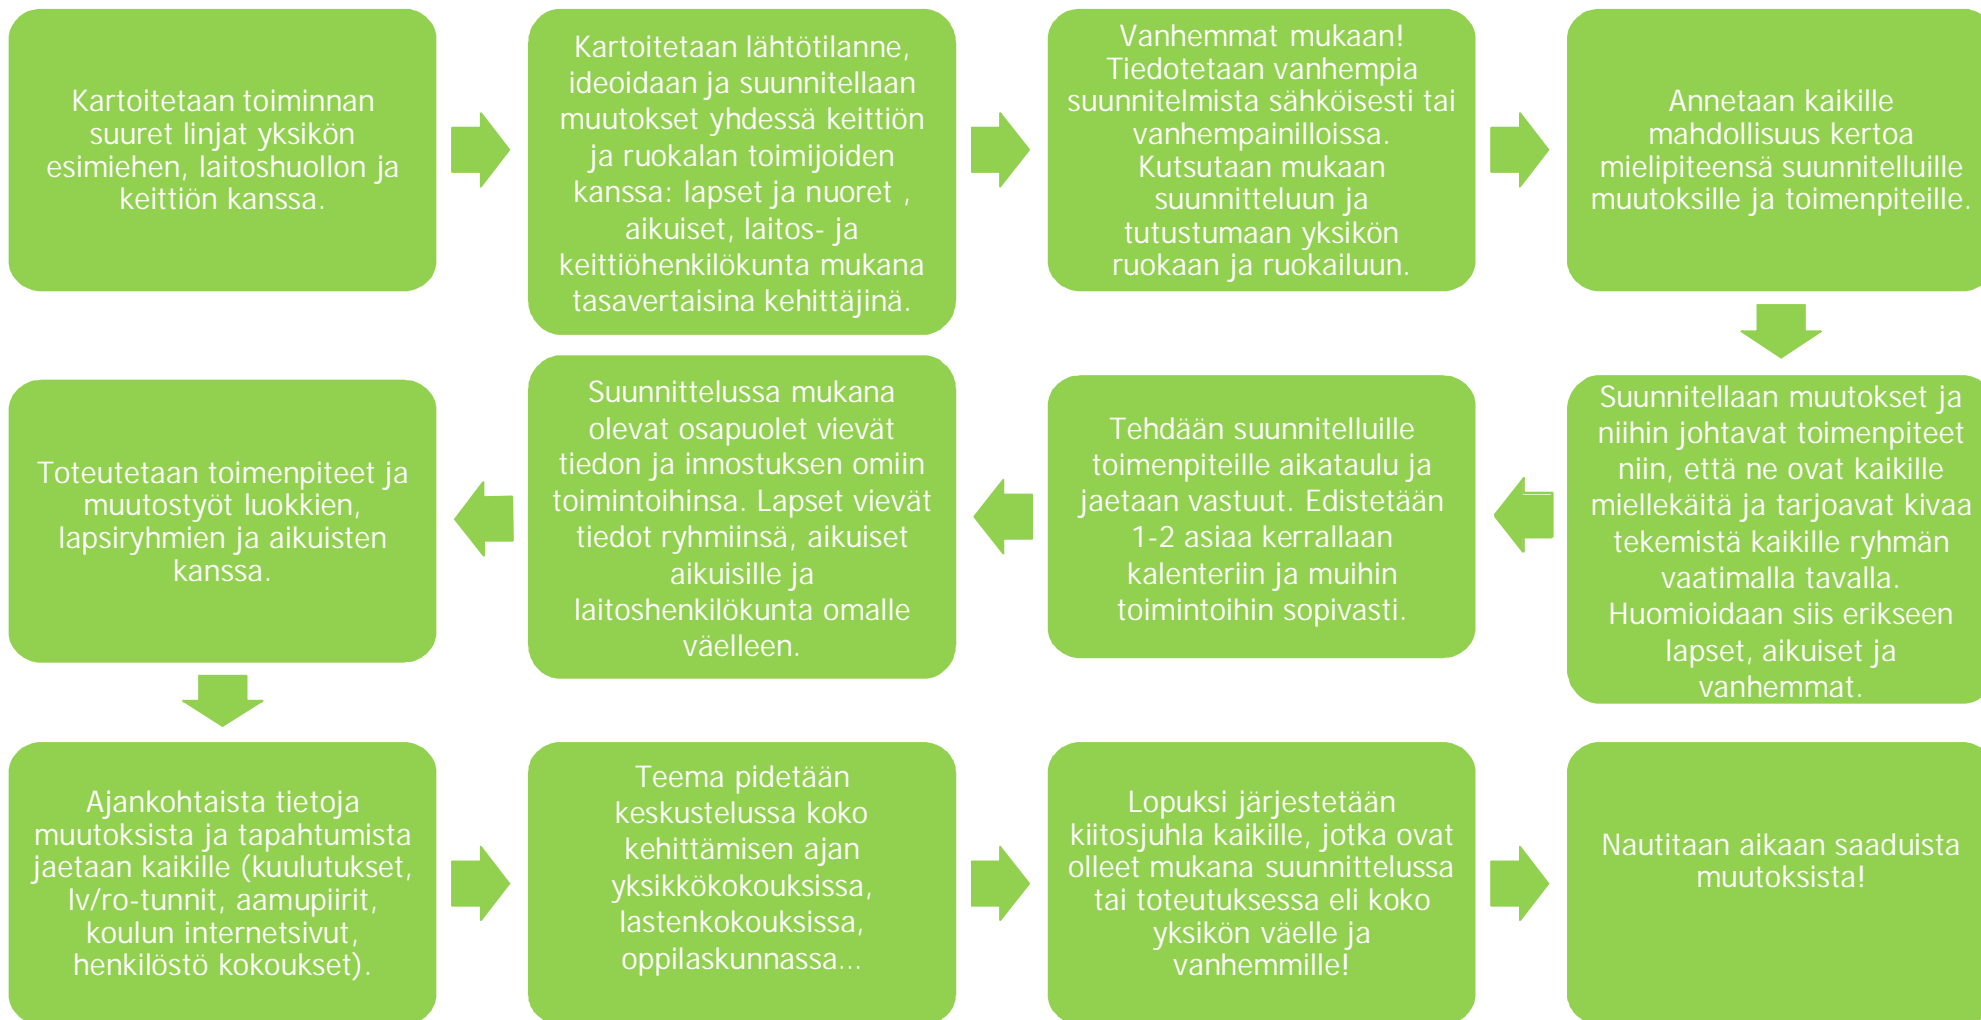 Kartoitetaan toiminnan
suuret linjat yksikön
esimiehen, laitoshuollon ja
keittiön kanssa.
Kartoitetaan lähtötilanne,
ideoidaan ja suunnitellaan
muutokset yhdessä keittiön
ja ruokalan toimijoiden
kanssa: lapset ja nuoret ,
aikuiset, laitos- ja
keittiöhenkilökunta mukana
tasavertaisina kehittäjinä.
Vanhemmat mukaan!
Tiedotetaan vanhempia
suunnitelmista sähköisesti tai
vanhempainilloissa.
Kutsutaan mukaan
suunnitteluun ja
tutustumaan yksikön
ruokaan ja ruokailuun.
Annetaan kaikille
mahdollisuus kertoa
mielipiteensä suunnitelluille
muutoksille ja toimenpiteille.
Suunnitellaan muutokset ja
niihin johtavat toimenpiteet
niin, että ne ovat kaikille
miellekäitä ja tarjoavat kivaa
tekemistä kaikille ryhmän
vaatimalla tavalla.
Huomioidaan siis erikseen
lapset, aikuiset ja
vanhemmat.
Tehdään suunnitelluille
toimenpiteille aikataulu ja
jaetaan vastuut. Edistetään
1-2 asiaa kerrallaan
kalenteriin ja muihin
toimintoihin sopivasti.
Suunnittelussa mukana
olevat osapuolet vievät
tiedon ja innostuksen omiin
toimintoihinsa. Lapset vievät
tiedot ryhmiinsä, aikuiset
aikuisille ja
laitoshenkilökunta omalle
väelleen.
Toteutetaan toimenpiteet ja
muutostyöt luokkien,
lapsiryhmien ja aikuisten
kanssa.
Ajankohtaista tietoja
muutoksista ja tapahtumista
jaetaan kaikille (kuulutukset,
lv/ro-tunnit, aamupiirit,
koulun internetsivut,
henkilöstö kokoukset).
Teema pidetään
keskustelussa koko
kehittämisen ajan
yksikkökokouksissa,
lastenkokouksissa,
oppilaskunnassa...
Lopuksi järjestetään
kiitosjuhla kaikille, jotka ovat
olleet mukana suunnittelussa
tai toteutuksessa eli koko
yksikön väelle ja
vanhemmille!
Nautitaan aikaan saaduista
muutoksista!